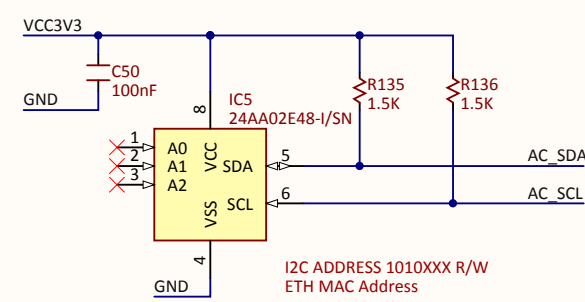 VCC3V3
C50
100nF
GND
IC5
24AA02E48-I/SN
R135
1.5K
R136
1.5K
8
1
A0
2
A1
3
A2
VCC
SDA
5
AC_SDA
SCL
6
AC_SCL
VSS
4
GND
I2C ADDRESS 1010XXX R/W
ETH MAC Address